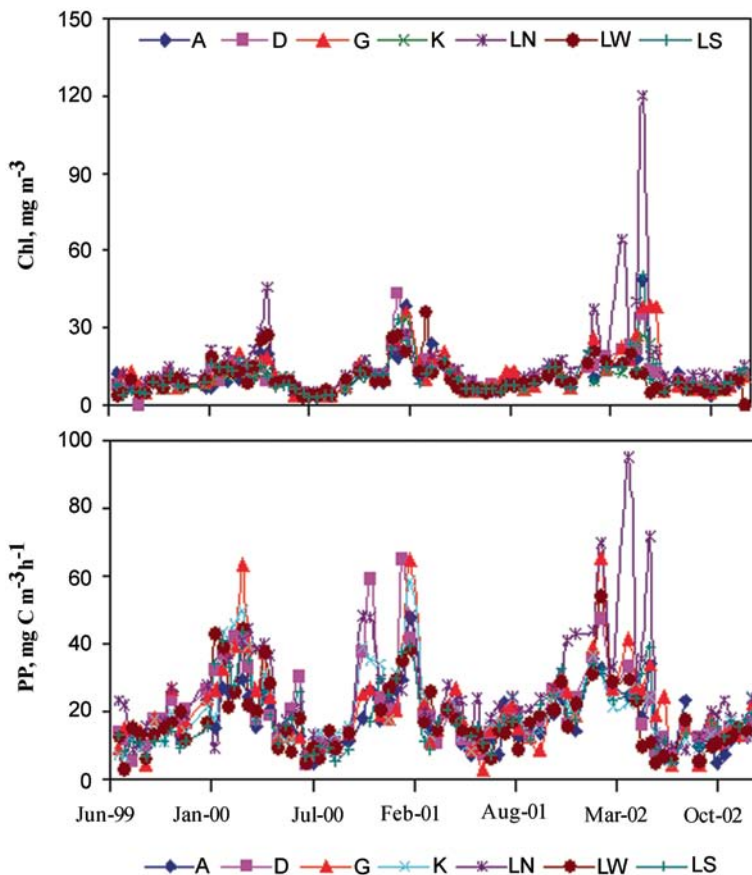 150
A D G K LN LW LS
120
90
60
30
0
Chl, mg m-3
100
80
60
40
20
0
PP, mg C m-3h-1
Jun-99 Jan-00 Jul-00 Feb-01 Aug-01 Mar-02 Oct-02
A D G K LN LW LS